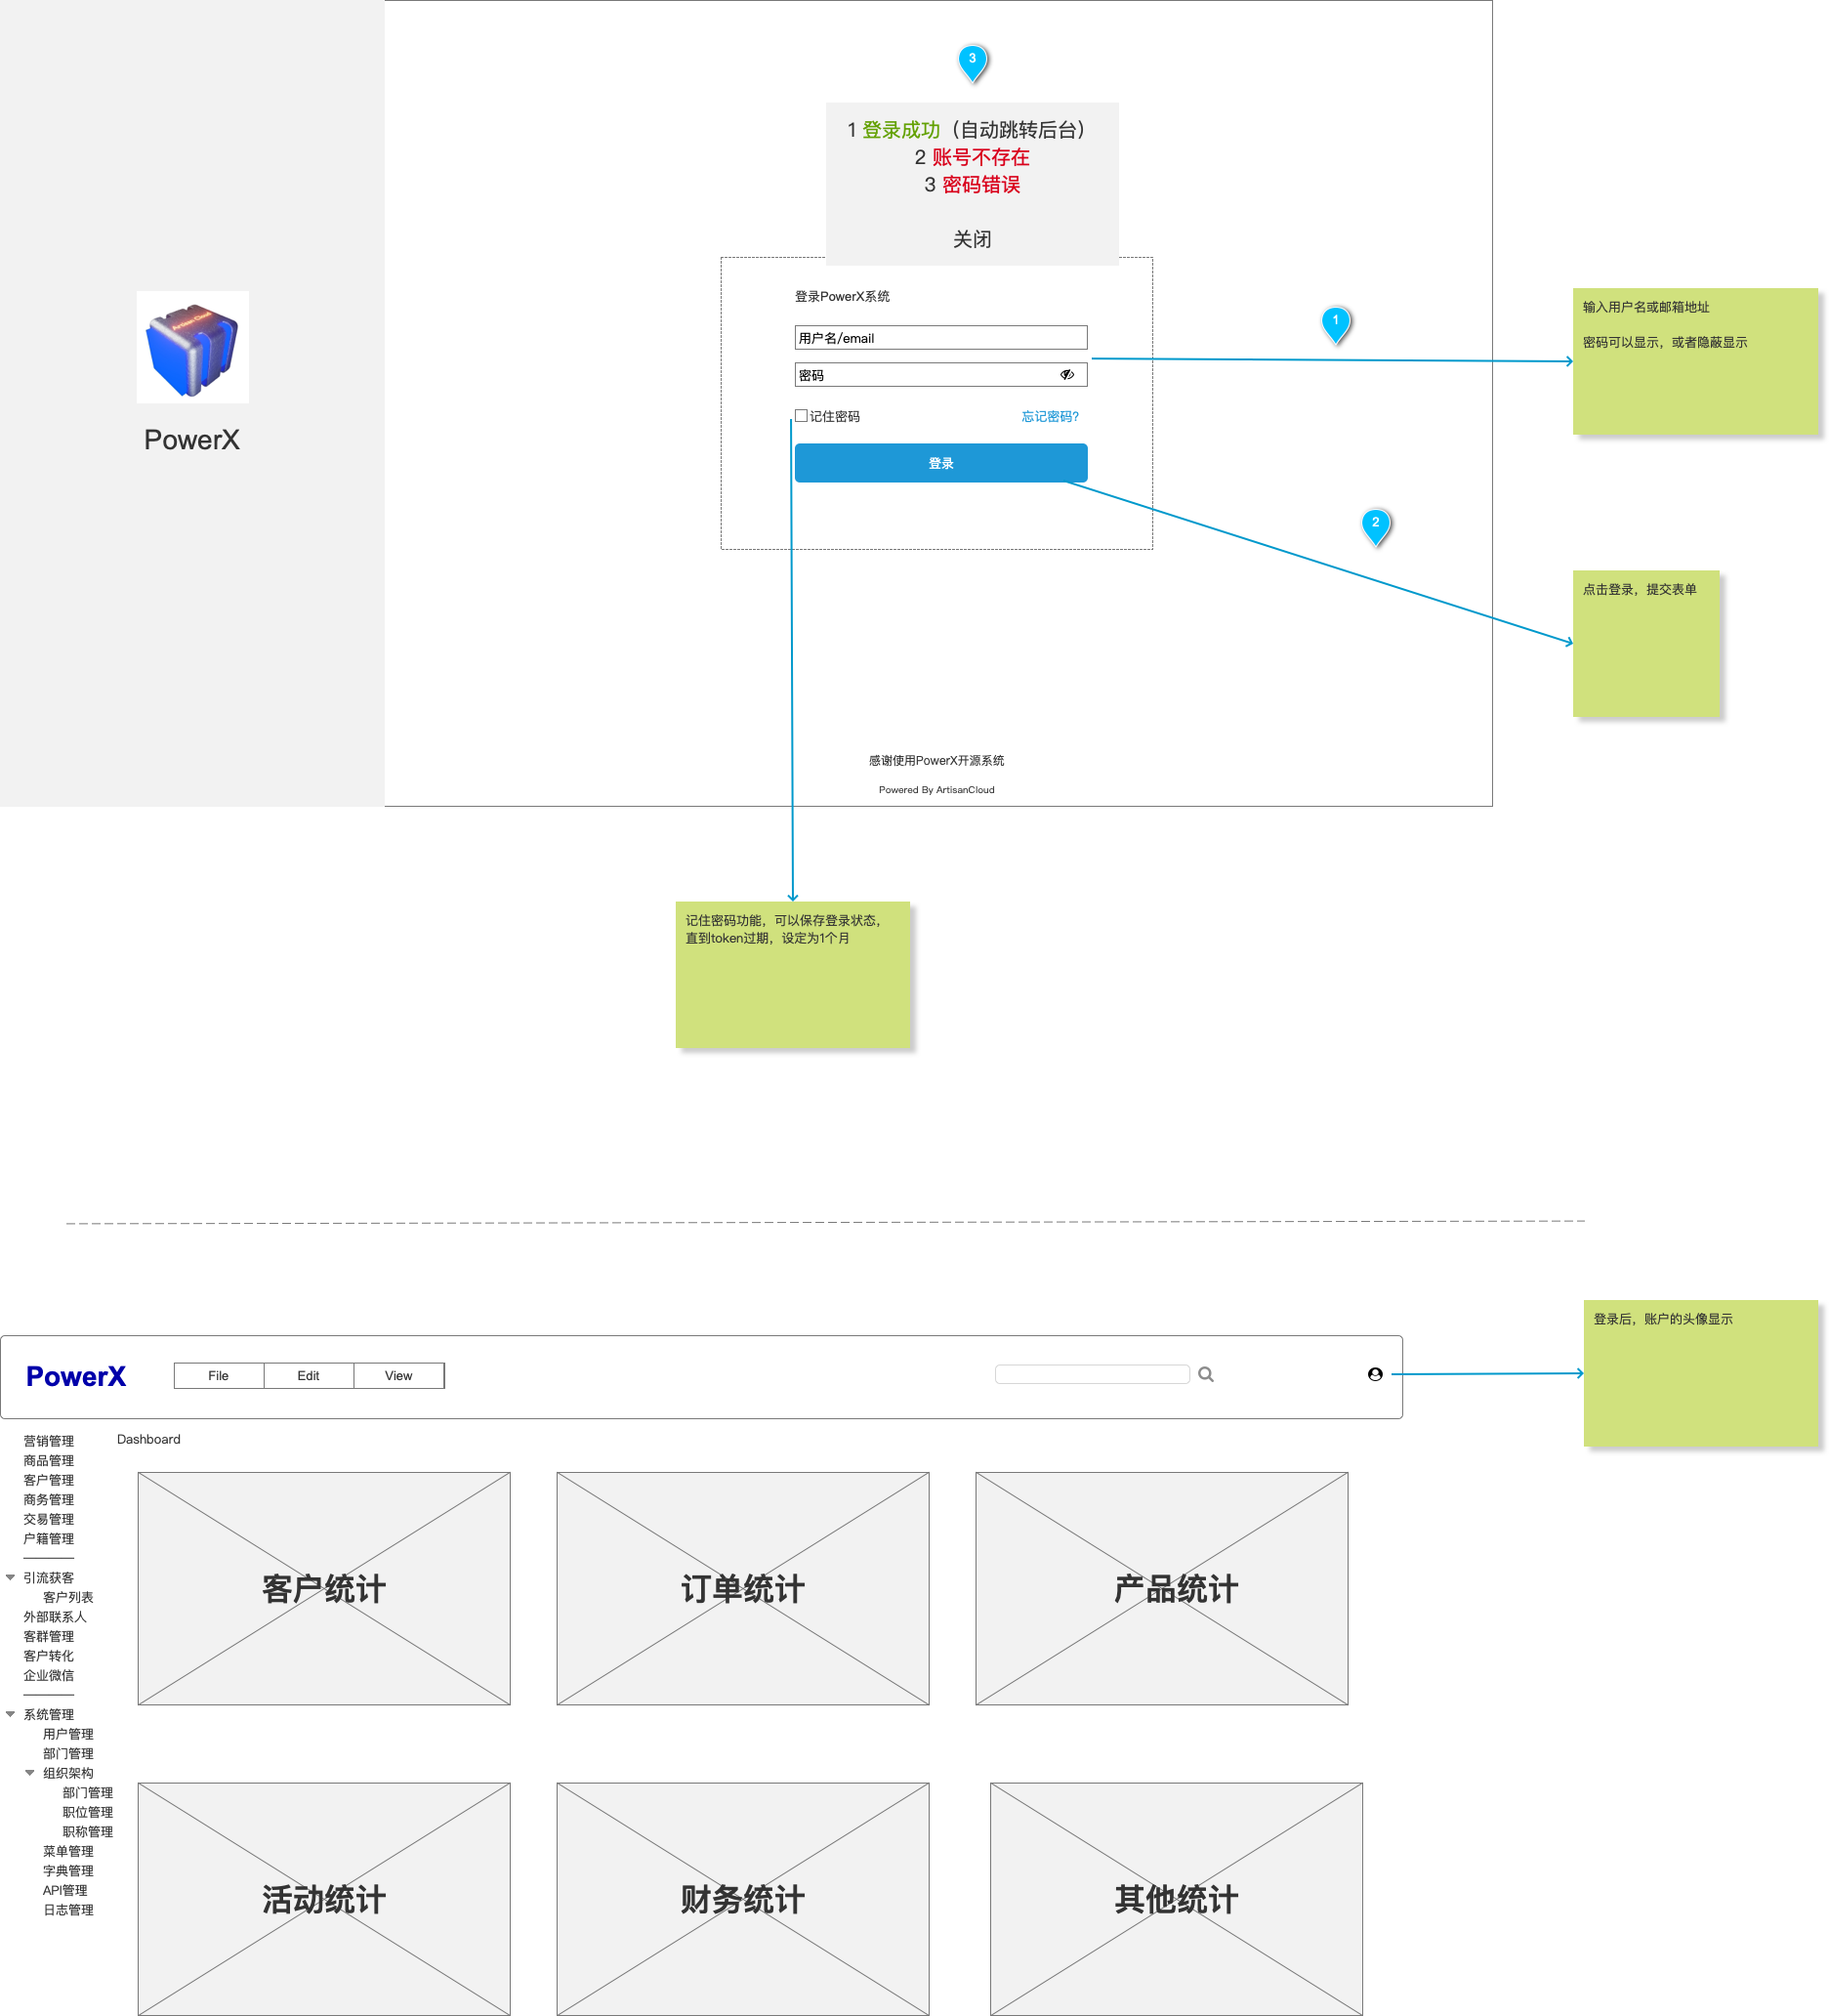 3
1 登录成功（自动跳转后台）
2 账号不存在
3 密码错误
关闭
Artisan Cloud
PowerX
登录PowerX系统
用户名/email
密码
记住密码
忘记密码?
登录
1
输入用户名或邮箱地址
密码可以显示，或者隐蔽显示
2
点击登录，提交表单
感谢使用PowerX开源系统
Powered By ArtisanCloud
记住密码功能，可以保存登录状态，
直到token过期，设定为1个月
登录后，账户的头像显示
PowerX
File
Edit
View
Dashboard
营销管理
商品管理
客户管理
商务管理
交易管理
户籍管理
引流获客
客户列表
外部联系人
客群管理
客户转化
企业微信
系统管理
用户管理
部门管理
组织架构
部门管理
职位管理
职称管理
菜单管理
字典管理
API管理
日志管理
客户统计
订单统计
产品统计
活动统计
财务统计
其他统计